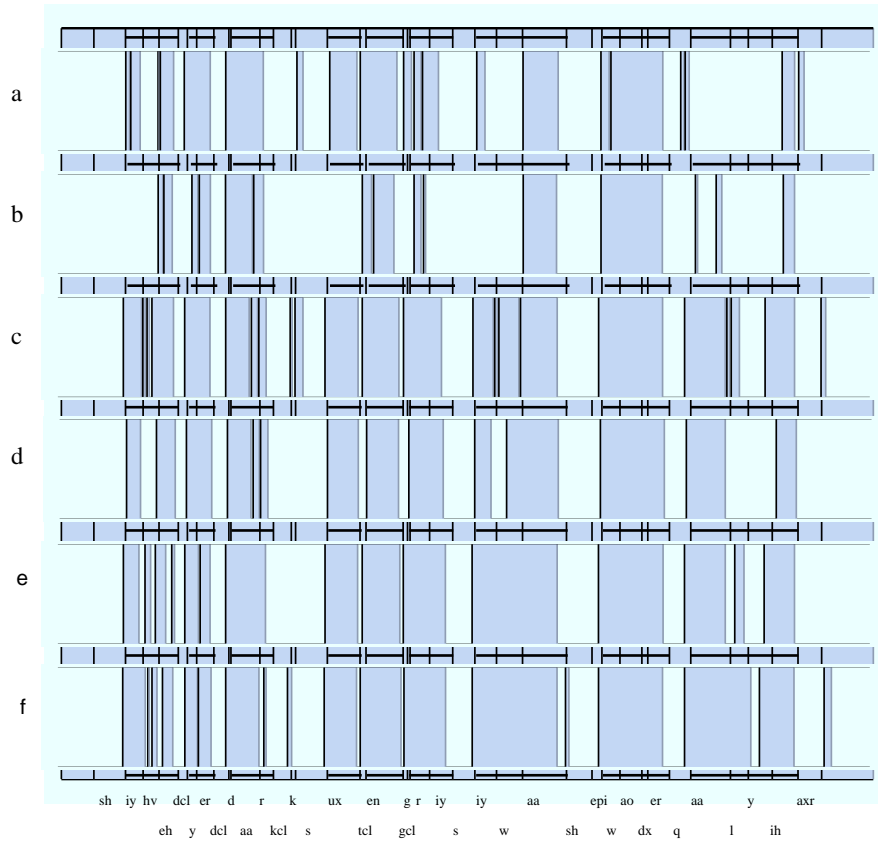 a
b
c
d
e
f
sh iy hv dcl er d r k ux en g r iy iy aa epi ao er aa y axr
eh y dcl aa kcl s tcl gcl s w sh w dx q l ih